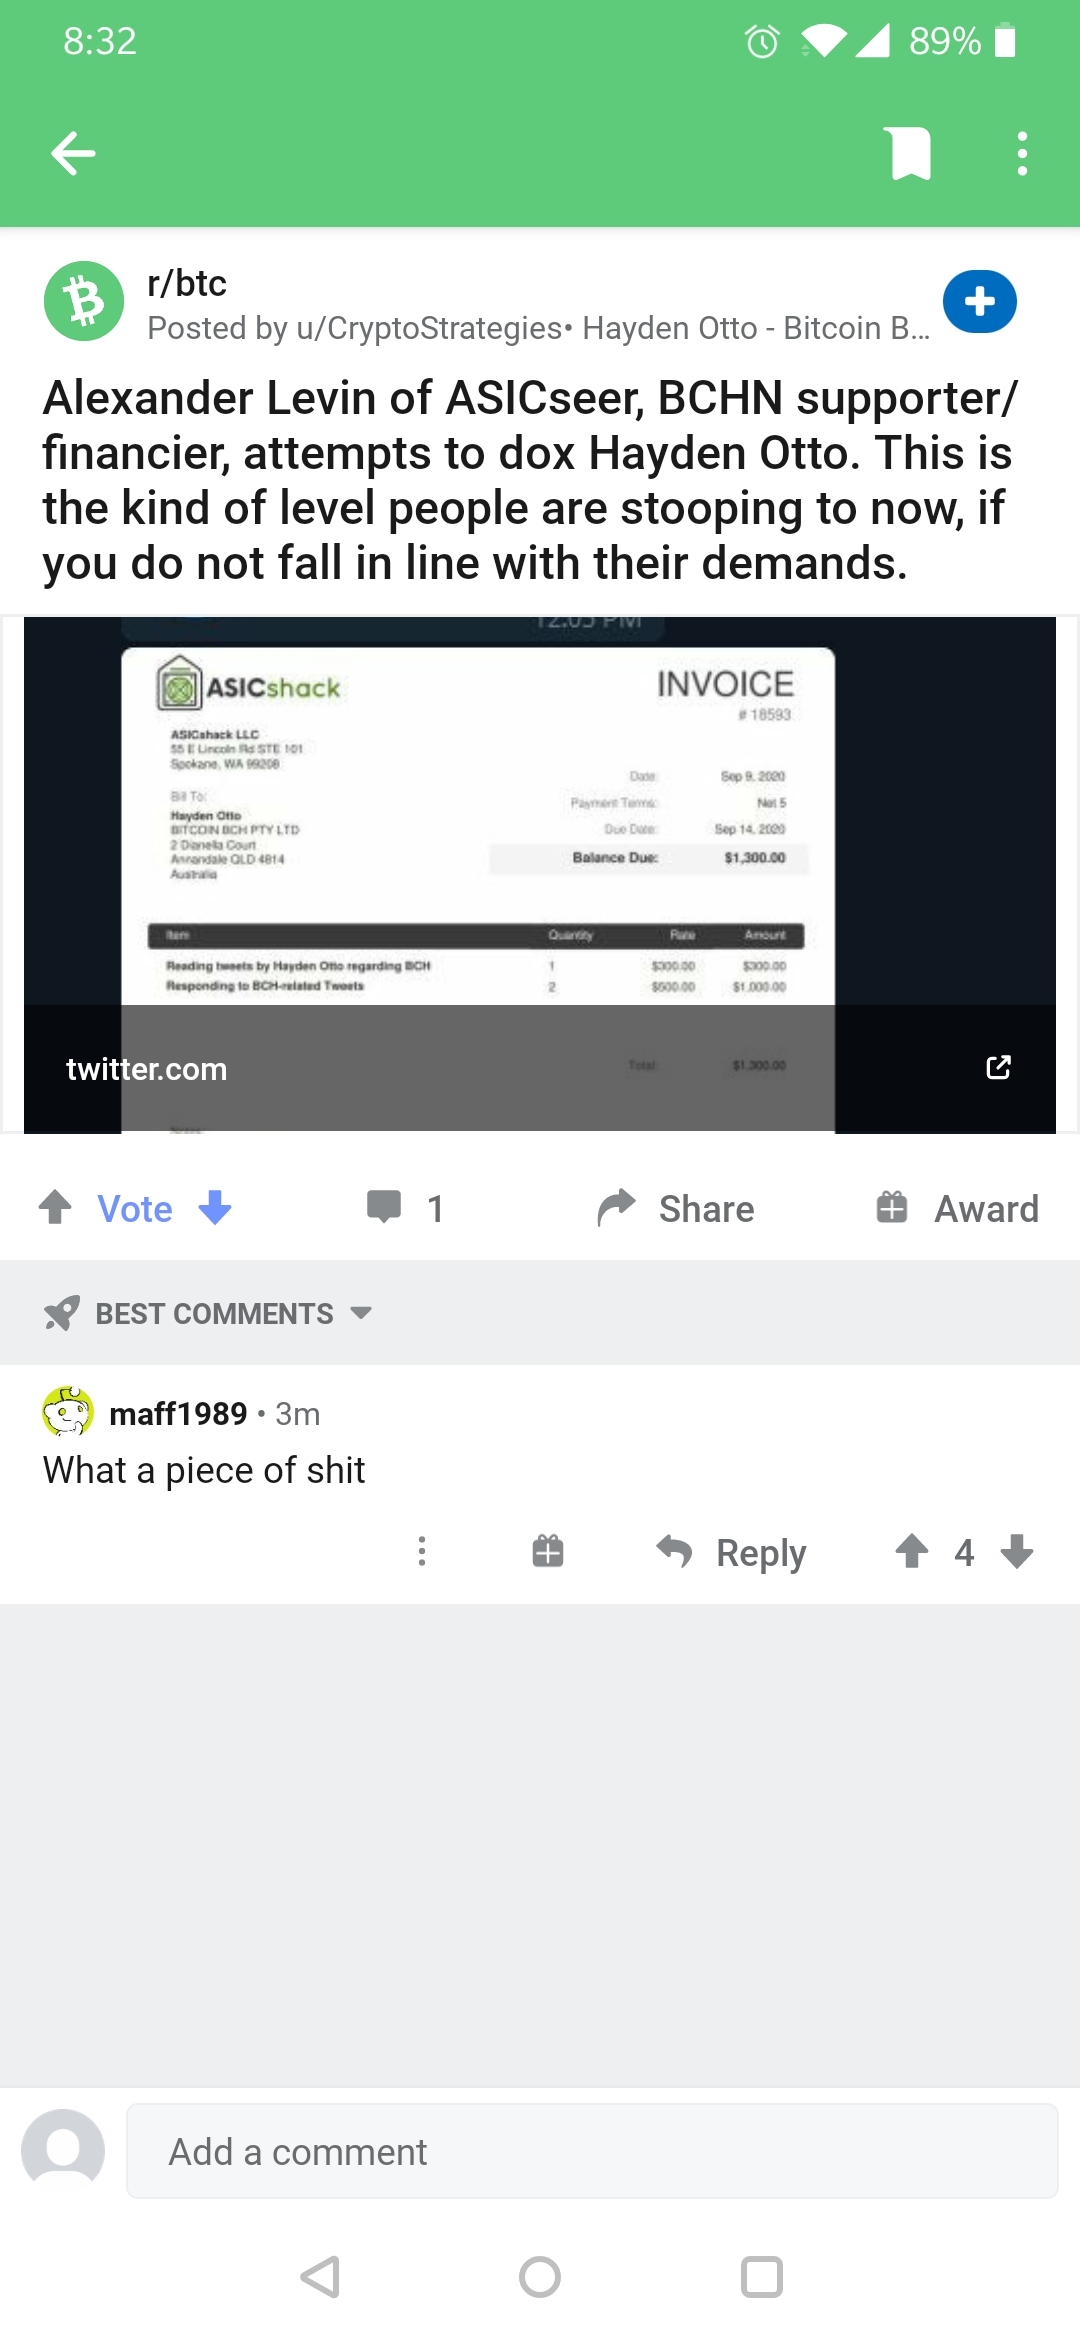 8:32
89%
r/btc
Posted by u/CryptoStrategies• Hayden Otto - Bitcoin B...
Alexander Levin of ASICseer, BCHN supporter/
financier, attempts to dox Hayden Otto. This is
the kind of level people are stooping to now, if
you do not fall in line with their demands.
12:05 PM
ASICshack
INVOICE
# 18593
ASICshack LLC
55 E Lincoln Rd STE 101
Spokane, WA 99208
Date: Sep 9, 2020
Bill To:
Payment Terms: Net 5
Hayden Otto
BITCOIN BCH PTY LTD
Due Date: Sep 14, 2020
2 Dianella Court
Annandale QLD 4814
Balance Due: $1,300.00
Australia
Item Quantity Rate Amount
Reading tweets by Hayden Otto regarding BCH 1 $300.00 $300.00
Responding to BCH-related Tweets 2 $500.00 $1,000.00
twitter.com
Total: $1,300.00
Notes:
Vote
1
Share
Award
BEST COMMENTS
maff1989 • 3m
What a piece of shit
Reply
4
Add a comment